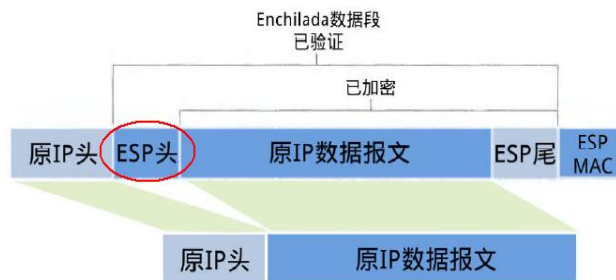 Enchilada数据段
已验证
已加密
原IP头
ESP头
原IP数据报文
ESP尾
ESP
MAC
原IP头
原IP数据报文